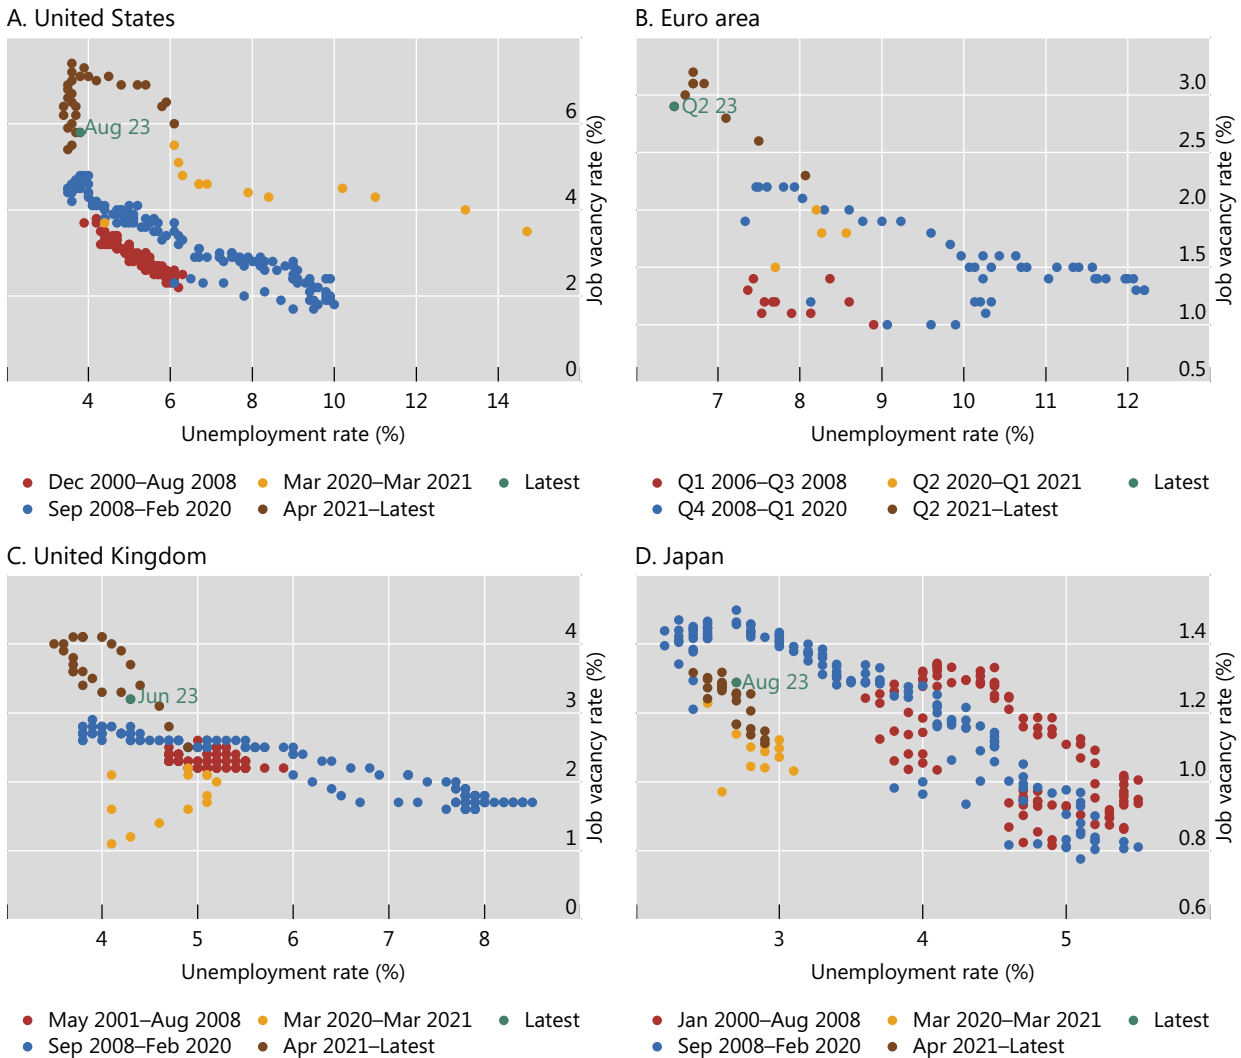 A. United States
6
4
2
0
Aug 23
Job vacancy rate (%)
4 6 8 10 12 14
Unemployment rate (%)
Dec 2000–Aug 2008 Mar 2020–Mar 2021 Latest
Sep 2008–Feb 2020 Apr 2021–Latest
B. Euro area
3.0
2.5
2.0
1.5
1.0
0.5
Q2 23
Job vacancy rate (%)
7 8 9 10 11 12
Unemployment rate (%)
Q1 2006–Q3 2008 Q2 2020–Q1 2021 Latest
Q4 2008–Q1 2020 Q2 2021–Latest
C. United Kingdom
4
3
2
1
0
Jun 23
Job vacancy rate (%)
4 5 6 7 8
Unemployment rate (%)
May 2001–Aug 2008 Mar 2020–Mar 2021 Latest
Sep 2008–Feb 2020 Apr 2021–Latest
D. Japan
1.4
1.2
1.0
0.8
0.6
Aug 23
Job vacancy rate (%)
3 4 5
Unemployment rate (%)
Jan 2000–Aug 2008 Mar 2020–Mar 2021 Latest
Sep 2008–Feb 2020 Apr 2021–Latest